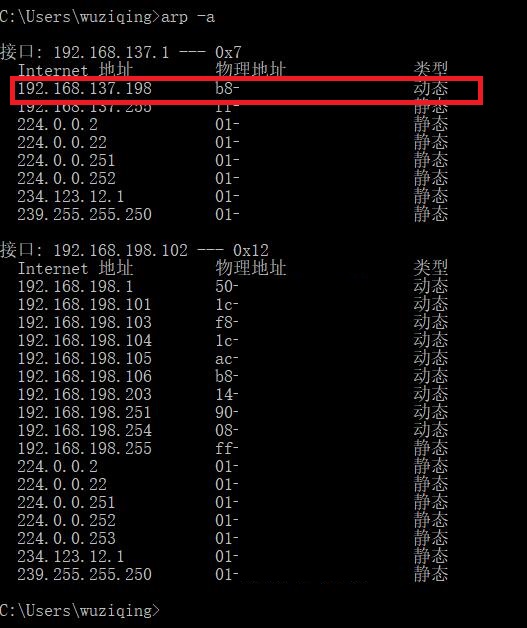 C:\Users\wuziqing>arp -a
接口: 192.168.137.1 --- 0x7
Internet 地址 物理地址 类型
192.168.137.198 b8- 动态
192.168.137.255 ff- 静态
224.0.0.2 01- 静态
224.0.0.22 01- 静态
224.0.0.251 01- 静态
224.0.0.252 01- 静态
234.123.12.1 01- 静态
239.255.255.250 01- 静态
接口: 192.168.198.102 --- 0x12
Internet 地址 物理地址 类型
192.168.198.1 50- 动态
192.168.198.101 1c- 动态
192.168.198.103 f8- 动态
192.168.198.104 1c- 动态
192.168.198.105 ac- 动态
192.168.198.106 b8- 动态
192.168.198.203 14- 动态
192.168.198.251 90- 动态
192.168.198.254 08- 动态
192.168.198.255 ff- 静态
224.0.0.2 01- 静态
224.0.0.22 01- 静态
224.0.0.251 01- 静态
224.0.0.252 01- 静态
224.0.0.253 01- 静态
234.123.12.1 01- 静态
239.255.255.250 01- 静态
C:\Users\wuziqing>